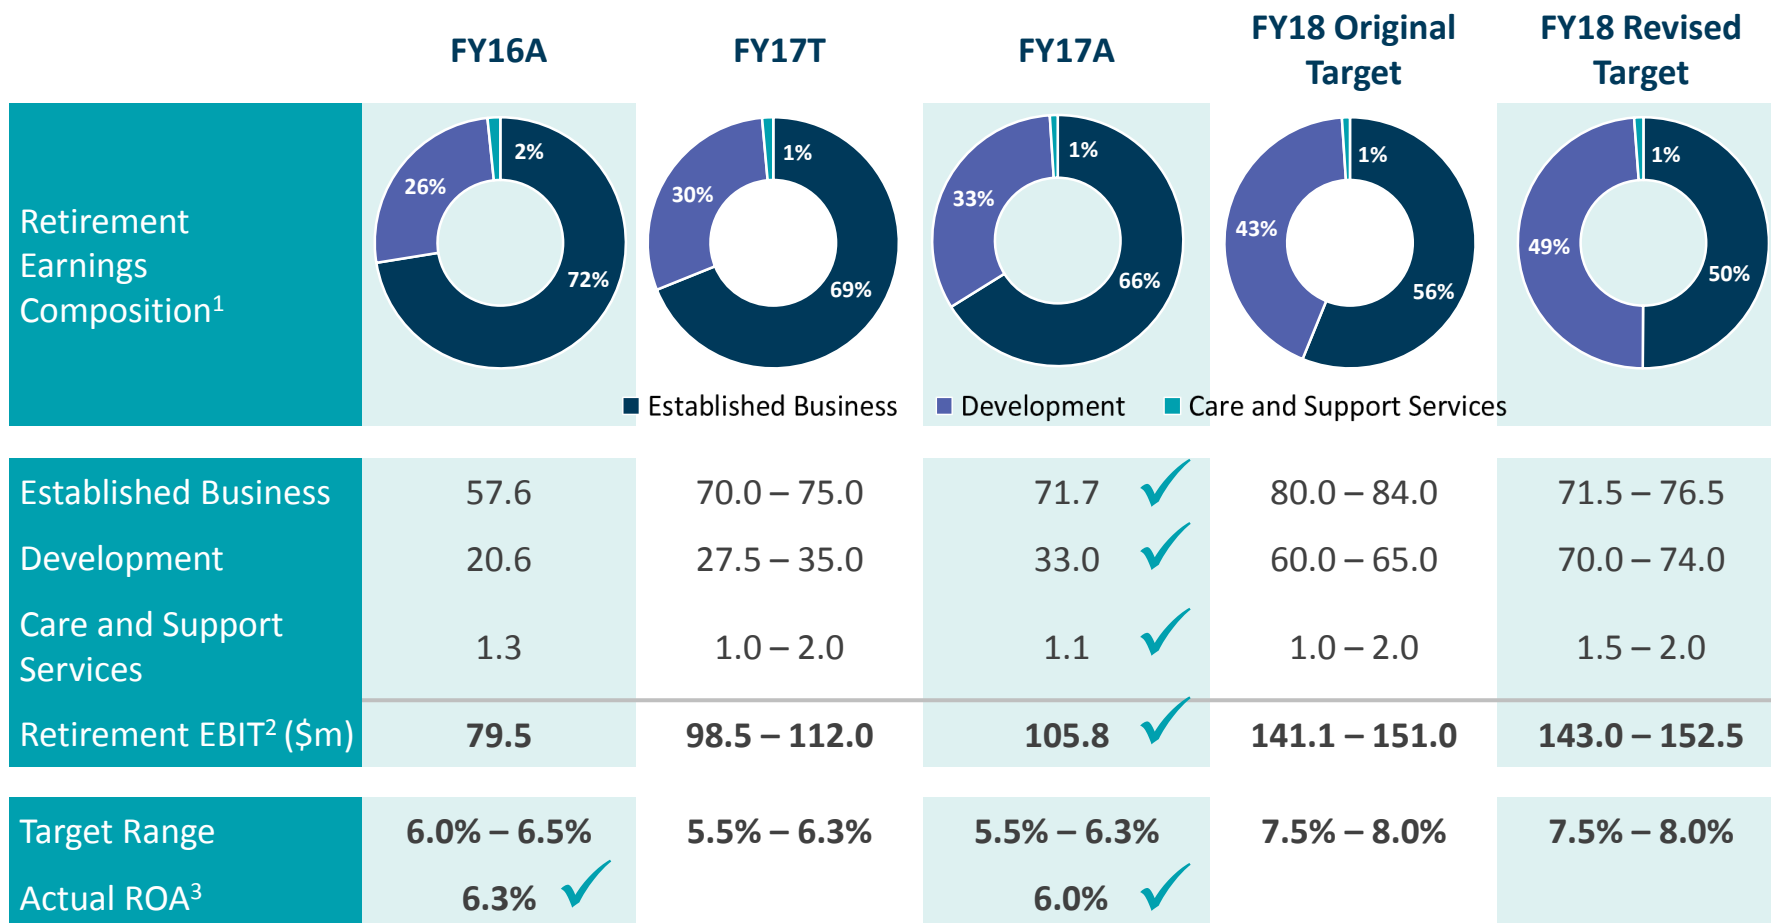 FY16A
FY17T
FY17A
FY18 Original
Target
FY18 Revised
Target
Retirement
Earnings
Composition1
2%
26%
72%
1%
30%
69%
1%
33%
66%
1%
43%
56%
1%
49%
50%
Established Business Development Care and Support Services
Established Business 57.6 70.0 – 75.0 71.7 80.0 – 84.0 71.5 – 76.5
Development 20.6 27.5 – 35.0 33.0 60.0 – 65.0 70.0 – 74.0
Care and Support
Services 1.3 1.0 – 2.0 1.1 1.0 – 2.0 1.5 – 2.0
Retirement EBIT2 ($m) 79.5 98.5 – 112.0 105.8 141.1 – 151.0 143.0 – 152.5
Target Range 6.0% – 6.5% 5.5% – 6.3% 5.5% – 6.3% 7.5% – 8.0% 7.5% – 8.0%
Actual ROA3 6.3% 6.0%